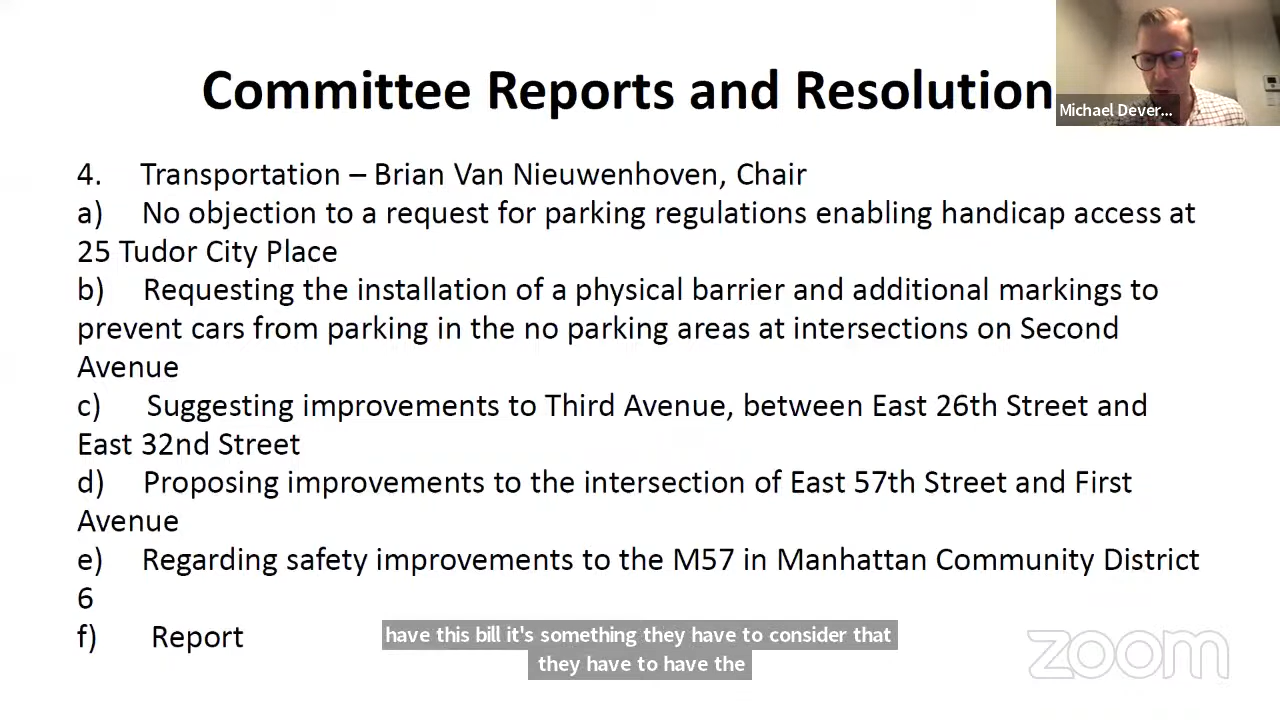 Committee Reports and Resolution
Michael Dever...
4. Transportation – Brian Van Nieuwenhoven, Chair
a) No objection to a request for parking regulations enabling handicap access at
25 Tudor City Place
b) Requesting the installation of a physical barrier and additional markings to
prevent cars from parking in the no parking areas at intersections on Second
Avenue
c) Suggesting improvements to Third Avenue, between East 26th Street and
East 32nd Street
d) Proposing improvements to the intersection of East 57th Street and First
Avenue
e) Regarding safety improvements to the M57 in Manhattan Community District
6
f) Report
have this bill it's something they have to consider that
they have to have the
zoom